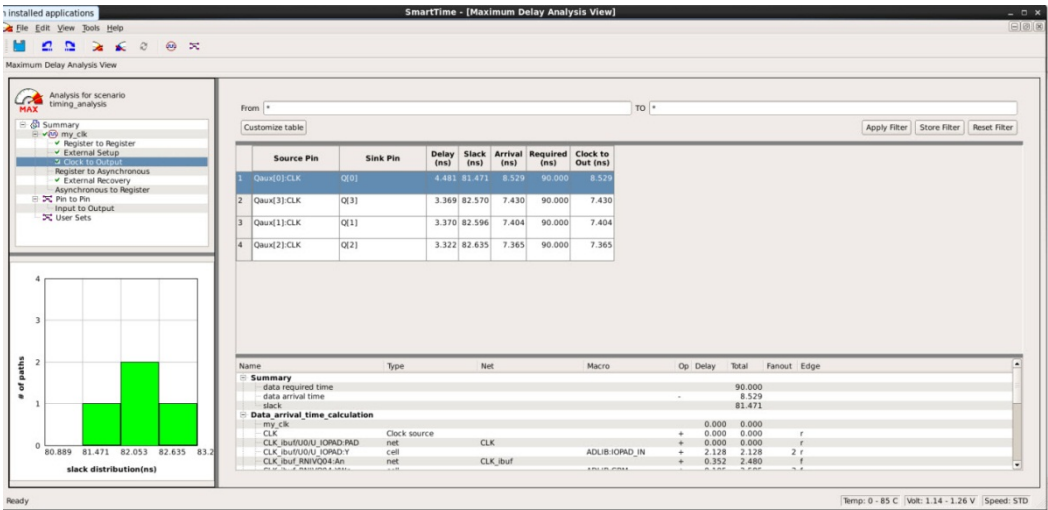 n installed applications
SmartTime - [Maximum Delay Analysis View]
File Edit View Tools Help
Maximum Delay Analysis View
MAX
Analysis for scenario
timing_analysis
Summary
my_clk
Register to Register
External Setup
Clock to Output
Register to Asynchronous
External Recovery
Asynchronous to Register
Pin to Pin
Input to Output
User Sets
From * TO *
Customize table Apply Filter Store Filter Reset Filter
Source Pin Sink Pin Delay (ns) Slack (ns) Arrival (ns) Required (ns) Clock to Out (ns)
1 Qaux[0]:CLK Q[0] 4.481 81.471 8.529 90.000 8.529
2 Qaux[3]:CLK Q[3] 3.369 82.570 7.430 90.000 7.430
3 Qaux[1]:CLK Q[1] 3.370 82.596 7.404 90.000 7.404
4 Qaux[2]:CLK Q[2] 3.322 82.635 7.365 90.000 7.365
# of paths
4
3
2
1
0
80.889 81.471 82.053 82.635 83.2
slack distribution(ns)
Name Type Net Macro Op Delay Total Fanout Edge
Summary
data required time 90.000
data arrival time - 8.529
slack 81.471
Data_arrival_time_calculation
my_clk 0.000 0.000
CLK Clock source + 0.000 0.000 r
CLK_ibuf/U0/U_IOPAD:PAD net CLK + 0.000 0.000 r
CLK_ibuf/U0/U_IOPAD:Y cell ADLIB:IOPAD_IN + 2.128 2.128 2 r
CLK_ibuf_RNIVQ04:An net CLK_ibuf + 0.352 2.480 f
Ready Temp: 0 - 85 C Volt: 1.14 - 1.26 V Speed: STD